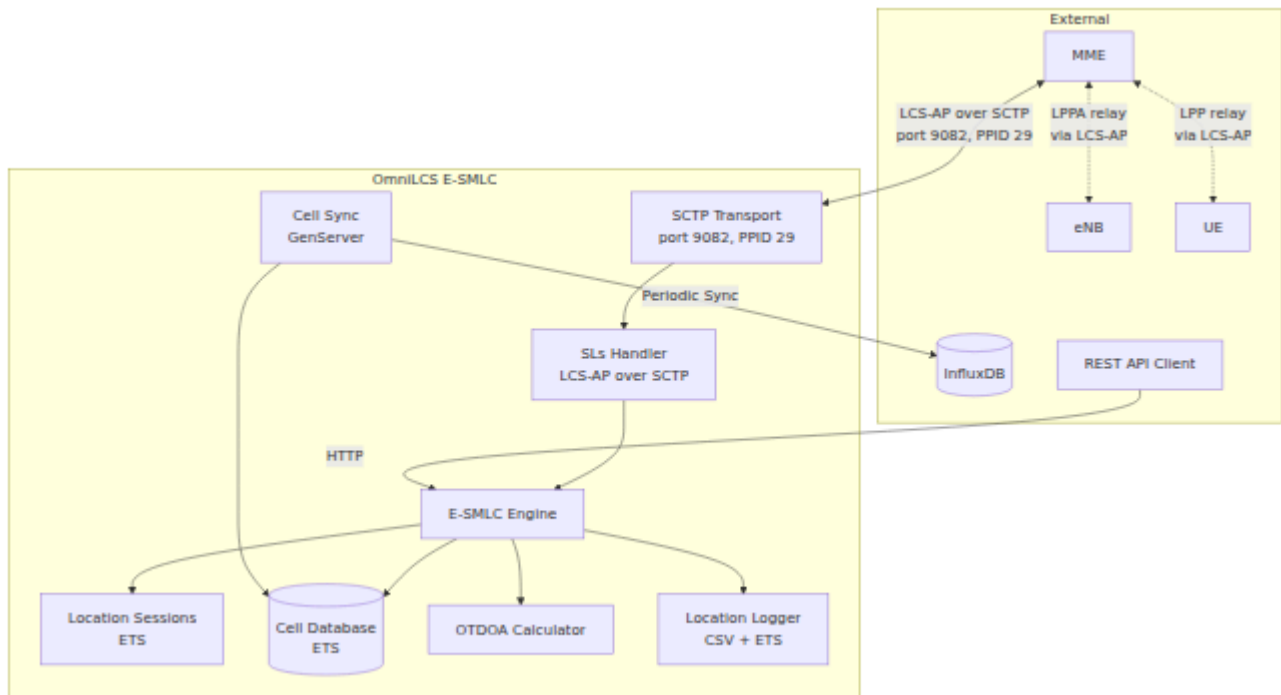 External
MME
LCS-AP over SCTP
port 9082, PPID 29
LPPA relay
via LCS-AP
LPP relay
via LCS-AP
OmniLCS E-SMLC
Cell Sync
GenServer
SCTP Transport
port 9082, PPID 29
eNB
UE
Periodic Sync
SLs Handler
LCS-AP over SCTP
InfluxDB
REST API Client
HTTP
E-SMLC Engine
Location Sessions
ETS
Cell Database
ETS
OTDOA Calculator
Location Logger
CSV + ETS